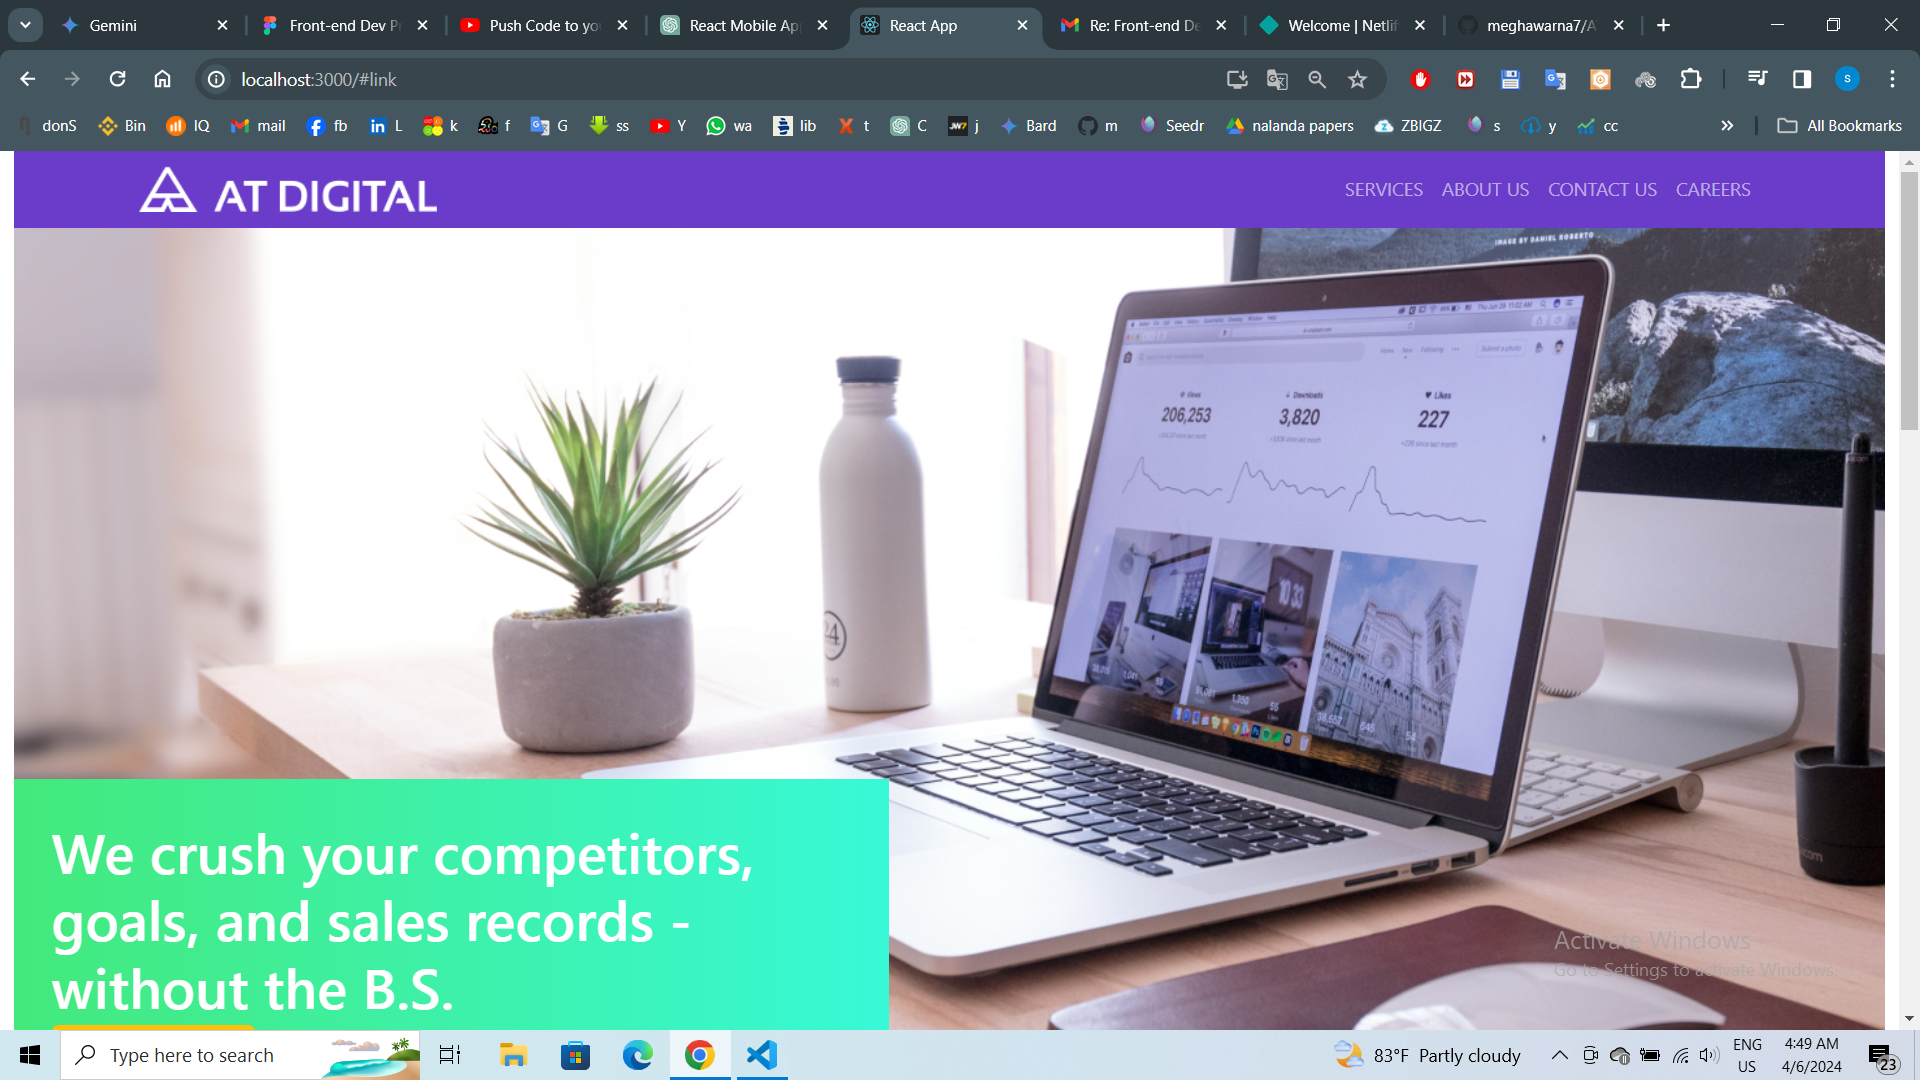 Gemini
Front-end Dev P
Push Code to yo
React Mobile Ap
React App
Re: Front-end De
Welcome | Netlif
meghawarna7/A
localhost:3000/#link
donS
Bin
IQ
mail
fb
L
k
f
G
ss
Y
wa
lib
t
C
j
Bard
m
Seedr
nalanda papers
ZBIGZ
s
y
cc
All Bookmarks
AT DIGITAL
SERVICES ABOUT US CONTACT US CAREERS
IMAGE BY DANIEL ROBERTO
Views Downloads Likes
206,253 3,820 227
24
We crush your competitors,
goals, and sales records -
without the B.S.
Activate Windows
Go to Settings to activate Windows.
Type here to search
83°F Partly cloudy
ENG
US
4:49 AM
4/6/2024
23